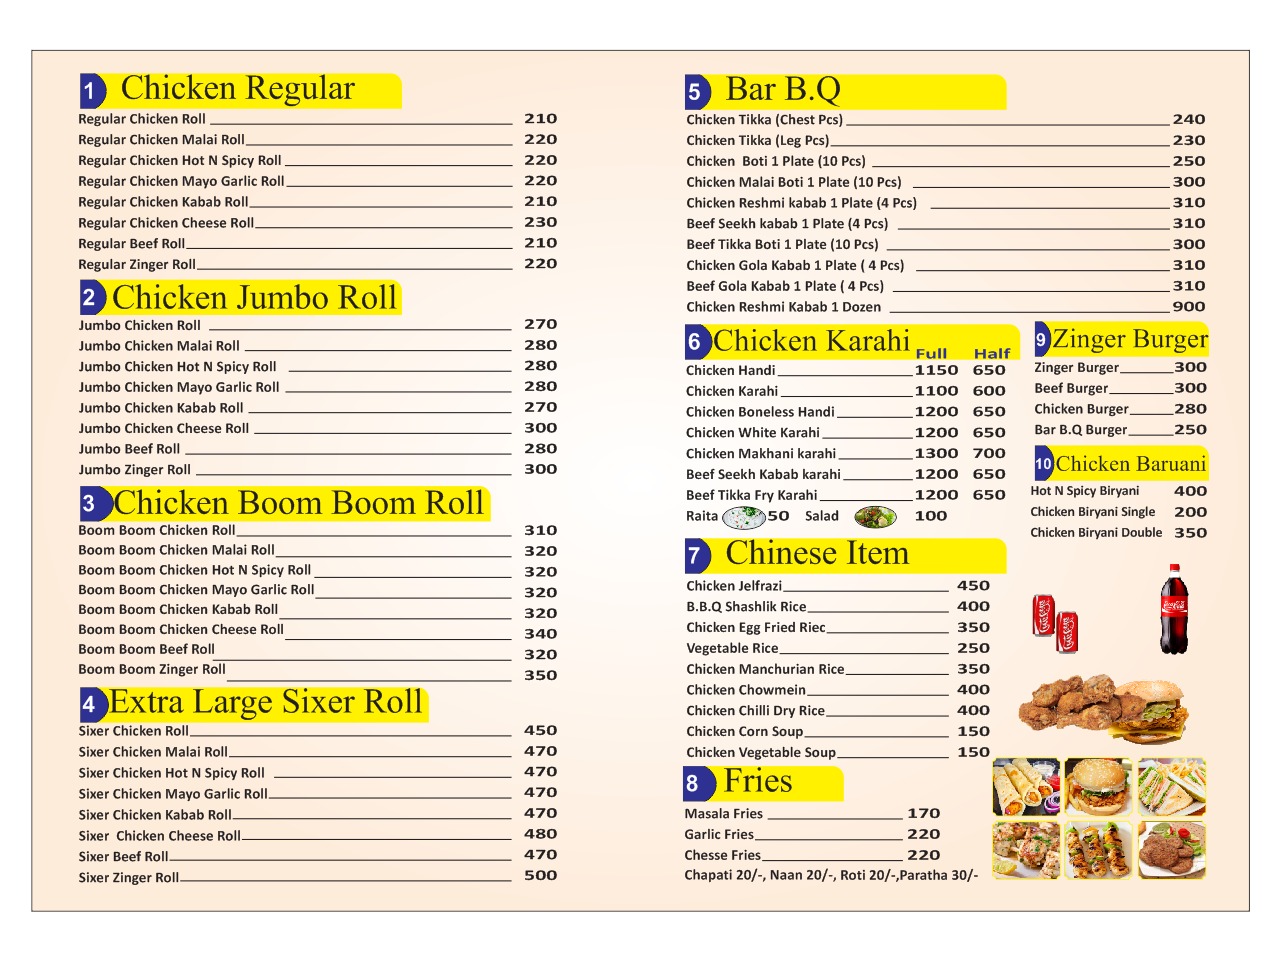 1 Chicken Regular
Regular Chicken Roll 210
Regular Chicken Malai Roll 220
Regular Chicken Hot N Spicy Roll 220
Regular Chicken Mayo Garlic Roll 220
Regular Chicken Kabab Roll 210
Regular Chicken Cheese Roll 230
Regular Beef Roll 210
Regular Zinger Roll 220
2 Chicken Jumbo Roll
Jumbo Chicken Roll 270
Jumbo Chicken Malai Roll 280
Jumbo Chicken Hot N Spicy Roll 280
Jumbo Chicken Mayo Garlic Roll 280
Jumbo Chicken Kabab Roll 270
Jumbo Chicken Cheese Roll 300
Jumbo Beef Roll 280
Jumbo Zinger Roll 300
3 Chicken Boom Boom Roll
Boom Boom Chicken Roll 310
Boom Boom Chicken Malai Roll 320
Boom Boom Chicken Hot N Spicy Roll 320
Boom Boom Chicken Mayo Garlic Roll 320
Boom Boom Chicken Kabab Roll 320
Boom Boom Chicken Cheese Roll 340
Boom Boom Beef Roll 320
Boom Boom Zinger Roll 350
4 Extra Large Sixer Roll
Sixer Chicken Roll 450
Sixer Chicken Malai Roll 470
Sixer Chicken Hot N Spicy Roll 470
Sixer Chicken Mayo Garlic Roll 470
Sixer Chicken Kabab Roll 470
Sixer Chicken Cheese Roll 480
Sixer Beef Roll 470
Sixer Zinger Roll 500
5 Bar B.Q
Chicken Tikka (Chest Pcs) 240
Chicken Tikka (Leg Pcs) 230
Chicken Boti 1 Plate (10 Pcs) 250
Chicken Malai Boti 1 Plate (10 Pcs) 300
Chicken Reshmi kabab 1 Plate (4 Pcs) 310
Beef Seekh kabab 1 Plate (4 Pcs) 310
Beef Tikka Boti 1 Plate (10 Pcs) 300
Chicken Gola Kabab 1 Plate ( 4 Pcs) 310
Beef Gola Kabab 1 Plate ( 4 Pcs) 310
Chicken Reshmi Kabab 1 Dozen 900
6 Chicken Karahi Full Half
Chicken Handi 1150 650
Chicken Karahi 1100 600
Chicken Boneless Handi 1200 650
Chicken White Karahi 1200 650
Chicken Makhani karahi 1300 700
Beef Seekh Kabab karahi 1200 650
Beef Tikka Fry Karahi 1200 650
Raita 50 Salad 100
7 Chinese Item
Chicken Jelfrazi 450
B.B.Q Shashlik Rice 400
Chicken Egg Fried Riec 350
Vegetable Rice 250
Chicken Manchurian Rice 350
Chicken Chowmein 400
Chicken Chilli Dry Rice 400
Chicken Corn Soup 150
Chicken Vegetable Soup 150
8 Fries
Masala Fries 170
Garlic Fries 220
Chesse Fries 220
Chapati 20/-, Naan 20/-, Roti 20/-,Paratha 30/-
9 Zinger Burger
Zinger Burger 300
Beef Burger 300
Chicken Burger 280
Bar B.Q Burger 250
10 Chicken Baruani
Hot N Spicy Biryani 400
Chicken Biryani Single 200
Chicken Biryani Double 350
Coca-Cola
Coca-Cola
Coca-Cola